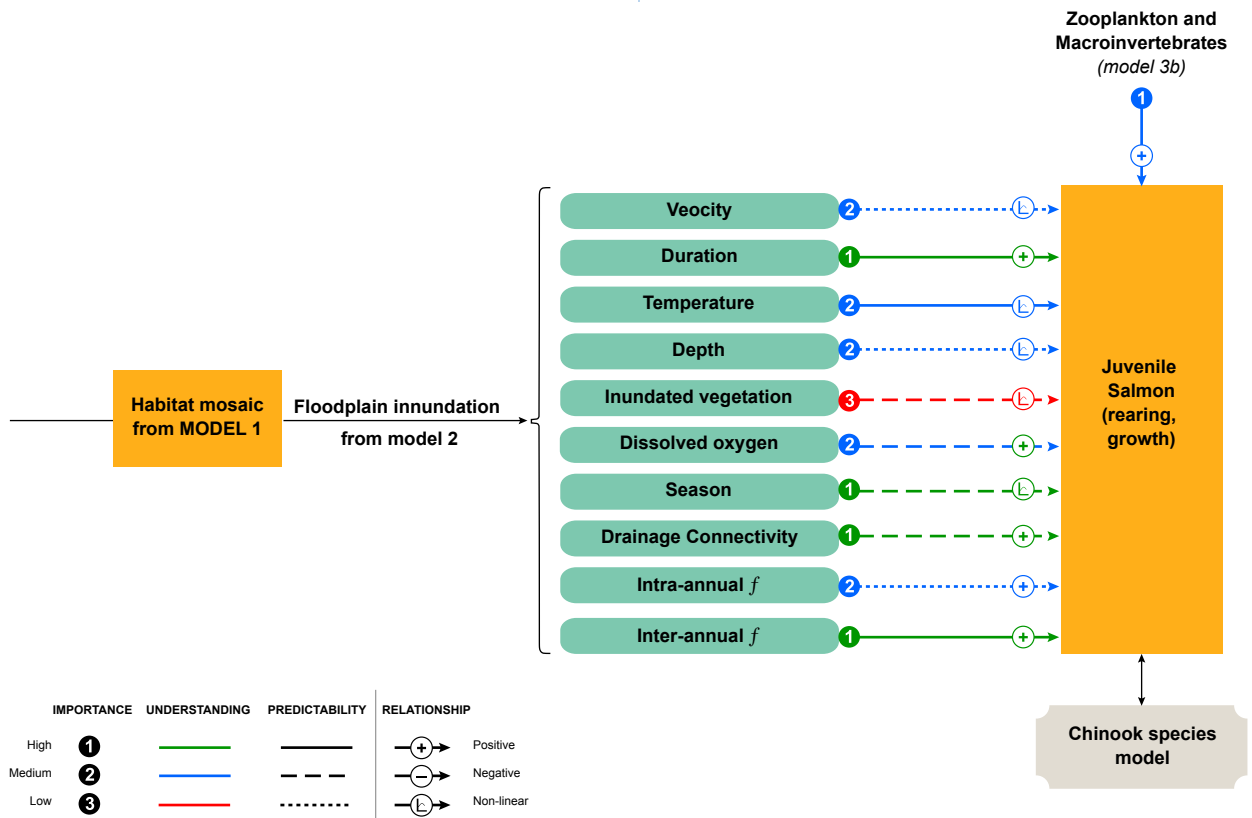 Zooplankton and
Macroinvertebrates
(model 3b)
1
+
Veocity
2
Duration
1
+
Temperature
2
Depth
2
Habitat mosaic
from MODEL 1
Floodplain innundation
from model 2
Inundated vegetation
3
Dissolved oxygen
2
+
Season
1
Drainage Connectivity
1
+
Intra-annual f
2
+
Inter-annual f
1
+
Juvenile
Salmon
(rearing,
growth)
Chinook species
model
IMPORTANCE UNDERSTANDING PREDICTABILITY RELATIONSHIP
High 1 + Positive
Medium 2 − Negative
Low 3 Non-linear